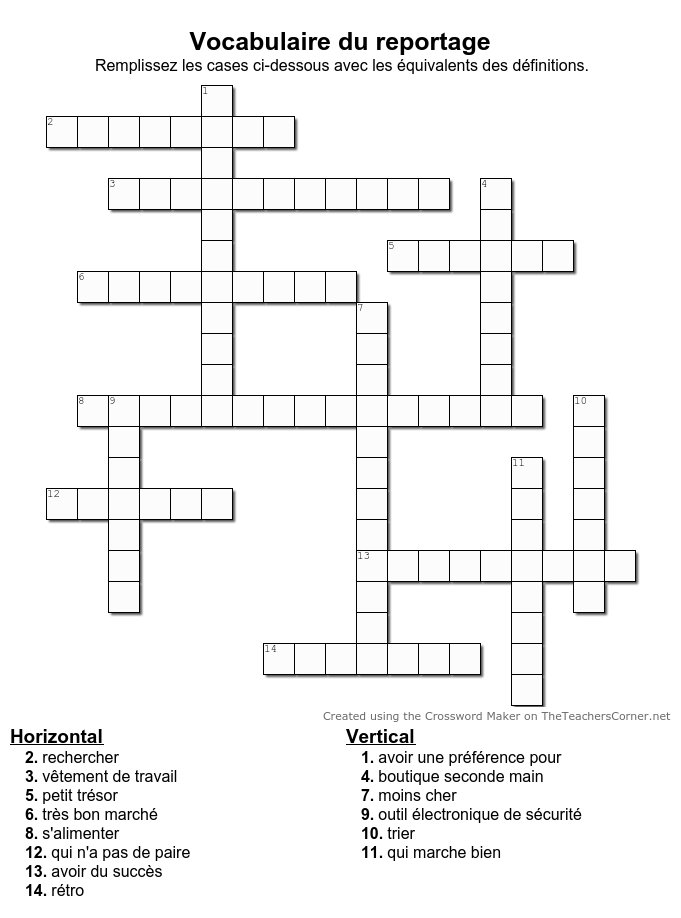 Vocabulaire du reportage
Remplissez les cases ci-dessous avec les équivalents des définitions.
1
2
3
4
5
6
7
8
9
10
11
12
13
14
Created using the Crossword Maker on TheTeachersCorner.net
Horizontal
2. rechercher
3. vêtement de travail
5. petit trésor
6. très bon marché
8. s'alimenter
12. qui n'a pas de paire
13. avoir du succès
14. rétro
Vertical
1. avoir une préférence pour
4. boutique seconde main
7. moins cher
9. outil électronique de sécurité
10. trier
11. qui marche bien